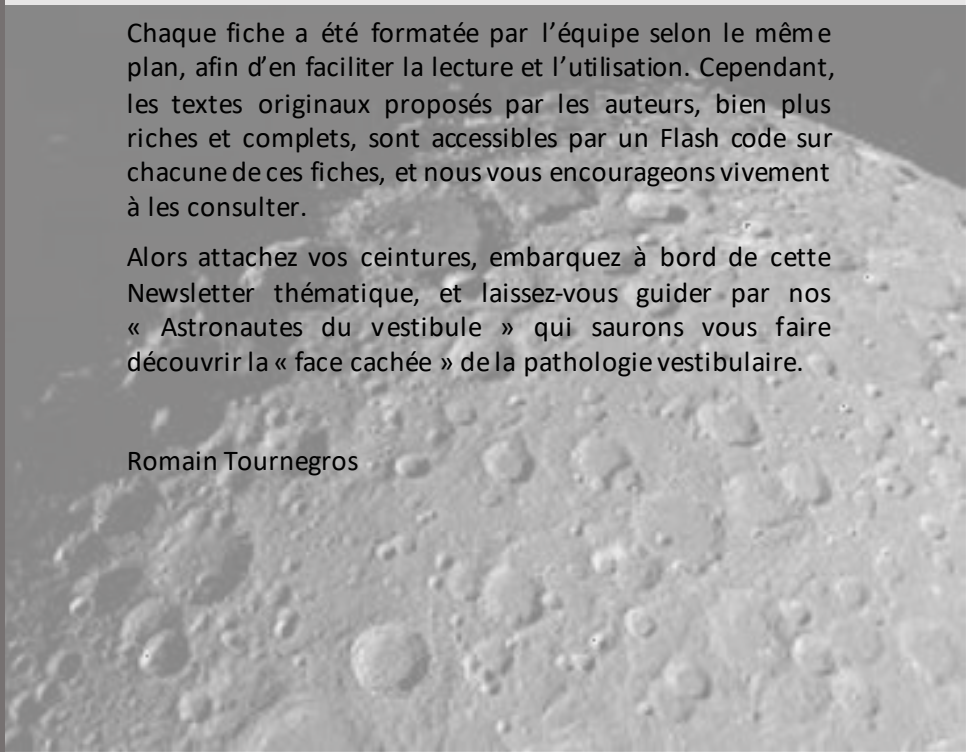 Chaque fiche a été formatée par l’équipe selon le même
plan, afin d’en faciliter la lecture et l’utilisation. Cependant,
les textes originaux proposés par les auteurs, bien plus
riches et complets, sont accessibles par un Flash code sur
chacune de ces fiches, et nous vous encourageons vivement
à les consulter.
Alors attachez vos ceintures, embarquez à bord de cette
Newsletter thématique, et laissez-vous guider par nos
« Astronautes du vestibule » qui saurons vous faire
découvrir la « face cachée » de la pathologie vestibulaire.
Romain Tournegros